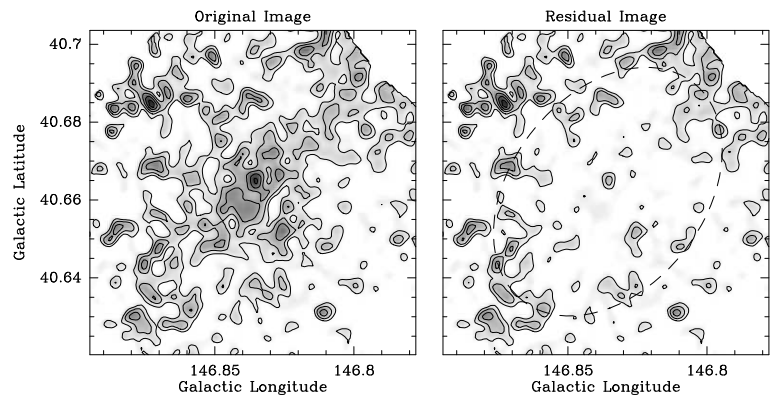 Original Image
Residual Image
40.7
40.68
40.66
40.64
Galactic Latitude
146.85
146.8
146.85
146.8
Galactic Longitude
Galactic Longitude